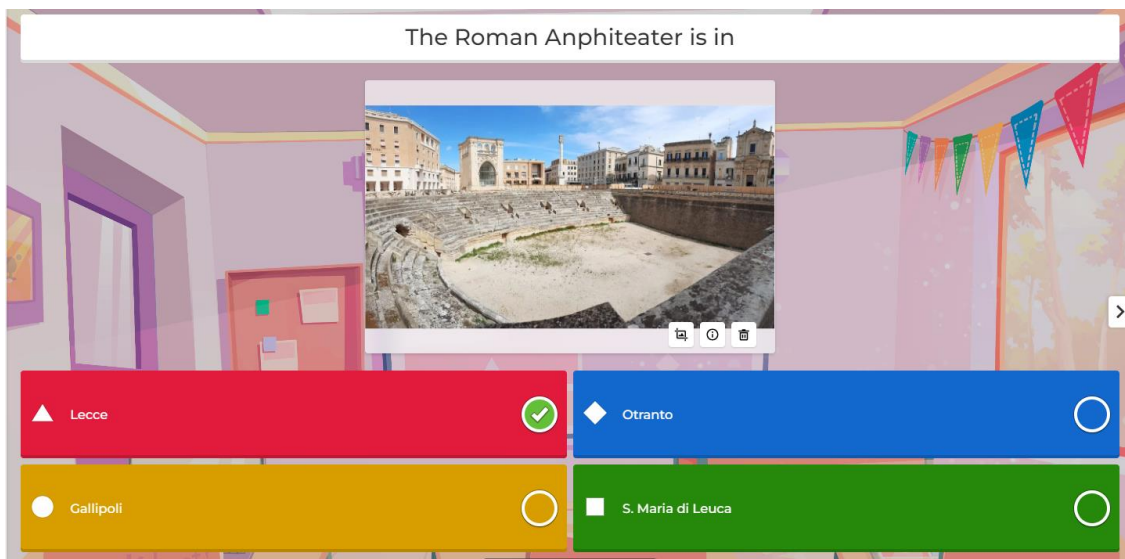 The Roman Anphiteater is in
Lecce
Otranto
Gallipoli
S. Maria di Leuca